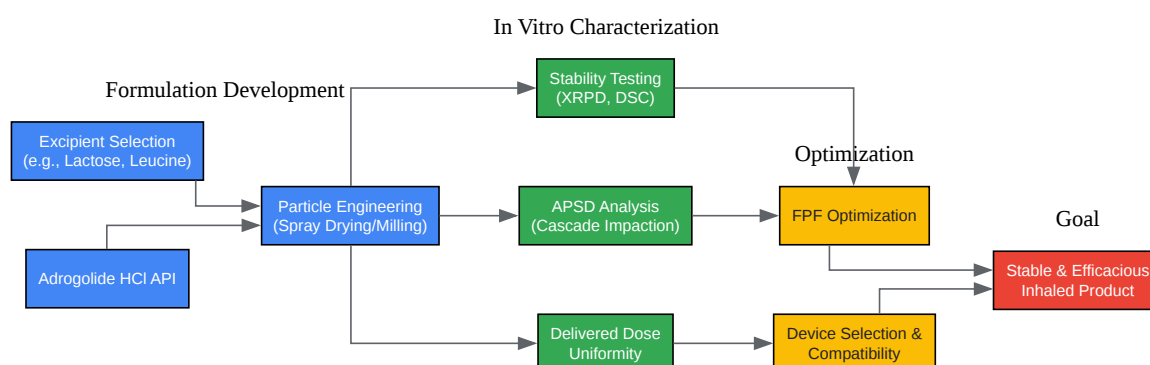 In Vitro Characterization
Formulation Development
Stability Testing
(XRPD, DSC)
Excipient Selection
(e.g., Lactose, Leucine)
Optimization
Particle Engineering
(Spray Drying/Milling)
APSD Analysis
(Cascade Impaction)
FPF Optimization
Goal
Adrogolide HCl API
Stable & Efficacious
Inhaled Product
Delivered Dose
Uniformity
Device Selection &
Compatibility